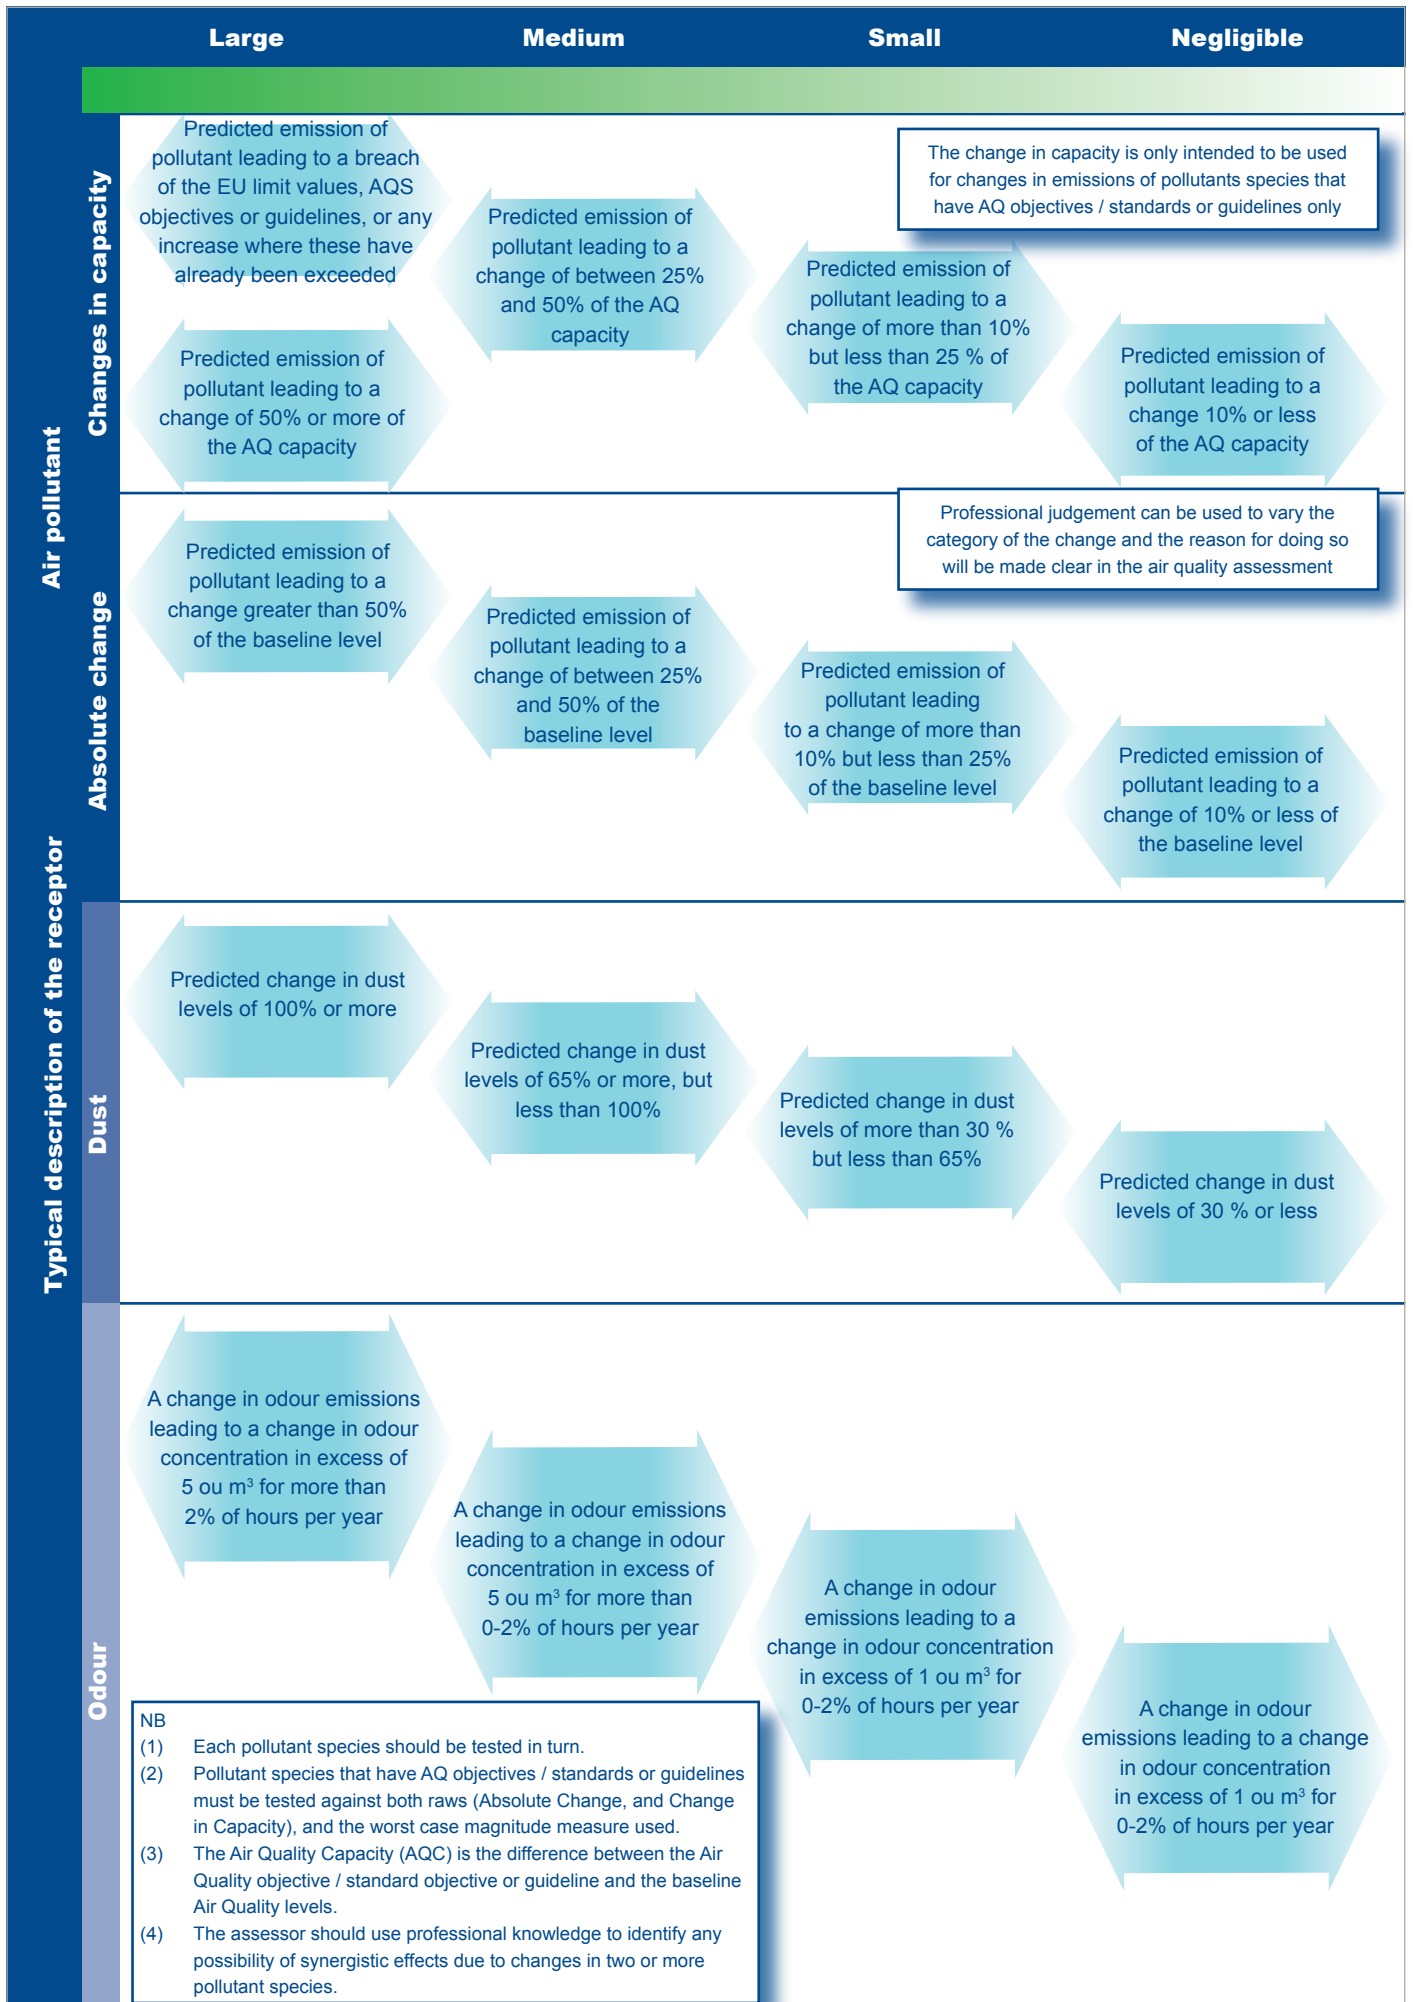 Large
Medium
Small
Negligible
Typical description of the receptor
Air pollutant
Changes in capacity
Predicted emission of
pollutant leading to a breach
of the EU limit values, AQS
objectives or guidelines, or any
increase where these have
already been exceeded
Predicted emission of
pollutant leading to a
change of 50% or more of
the AQ capacity
Predicted emission of
pollutant leading to a
change of between 25%
and 50% of the AQ
capacity
The change in capacity is only intended to be used
for changes in emissions of pollutants species that
have AQ objectives / standards or guidelines only
Predicted emission of
pollutant leading to a
change of more than 10%
but less than 25 % of
the AQ capacity
Predicted emission of
pollutant leading to a
change 10% or less
of the AQ capacity
Absolute change
Predicted emission of
pollutant leading to a
change greater than 50%
of the baseline level
Predicted emission of
pollutant leading to a
change of between 25%
and 50% of the
baseline level
Professional judgement can be used to vary the
category of the change and the reason for doing so
will be made clear in the air quality assessment
Predicted emission of
pollutant leading
to a change of more than
10% but less than 25%
of the baseline level
Predicted emission of
pollutant leading to a
change of 10% or less of
the baseline level
Dust
Predicted change in dust
levels of 100% or more
Predicted change in dust
levels of 65% or more, but
less than 100%
Predicted change in dust
levels of more than 30 %
but less than 65%
Predicted change in dust
levels of 30 % or less
Odour
A change in odour emissions
leading to a change in odour
concentration in excess of
5 ou m³ for more than
2% of hours per year
A change in odour emissions
leading to a change in odour
concentration in excess of
5 ou m³ for more than
0-2% of hours per year
A change in odour
emissions leading to a
change in odour concentration
in excess of 1 ou m³ for
0-2% of hours per year
A change in odour
emissions leading to a change
in odour concentration
in excess of 1 ou m³ for
0-2% of hours per year
NB
(1) Each pollutant species should be tested in turn.
(2) Pollutant species that have AQ objectives / standards or guidelines
must be tested against both raws (Absolute Change, and Change
in Capacity), and the worst case magnitude measure used.
(3) The Air Quality Capacity (AQC) is the difference between the Air
Quality objective / standard objective or guideline and the baseline
Air Quality levels.
(4) The assessor should use professional knowledge to identify any
possibility of synergistic effects due to changes in two or more
pollutant species.